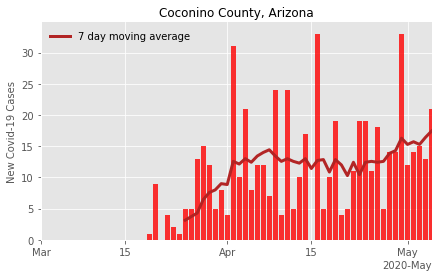 Coconino County, Arizona
7 day moving average
New Covid-19 Cases
30
25
20
15
10
5
0
Mar
15
Apr
15
May
2020-May